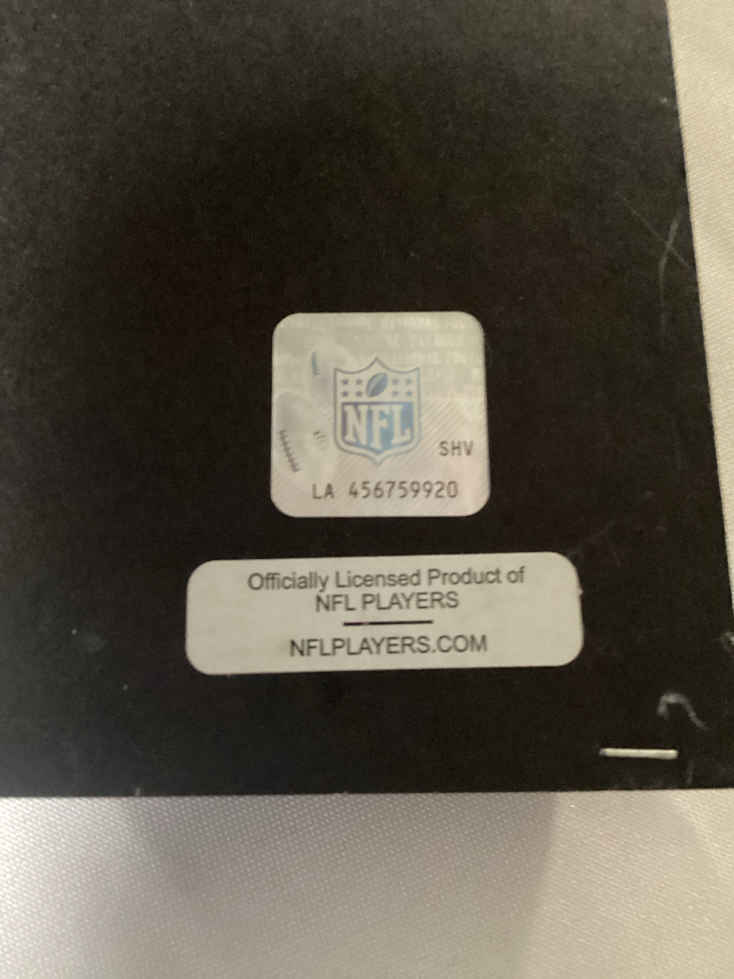 NFL
SHV
LA 456759920
Officially Licensed Product of
NFL PLAYERS
NFLPLAYERS.COM